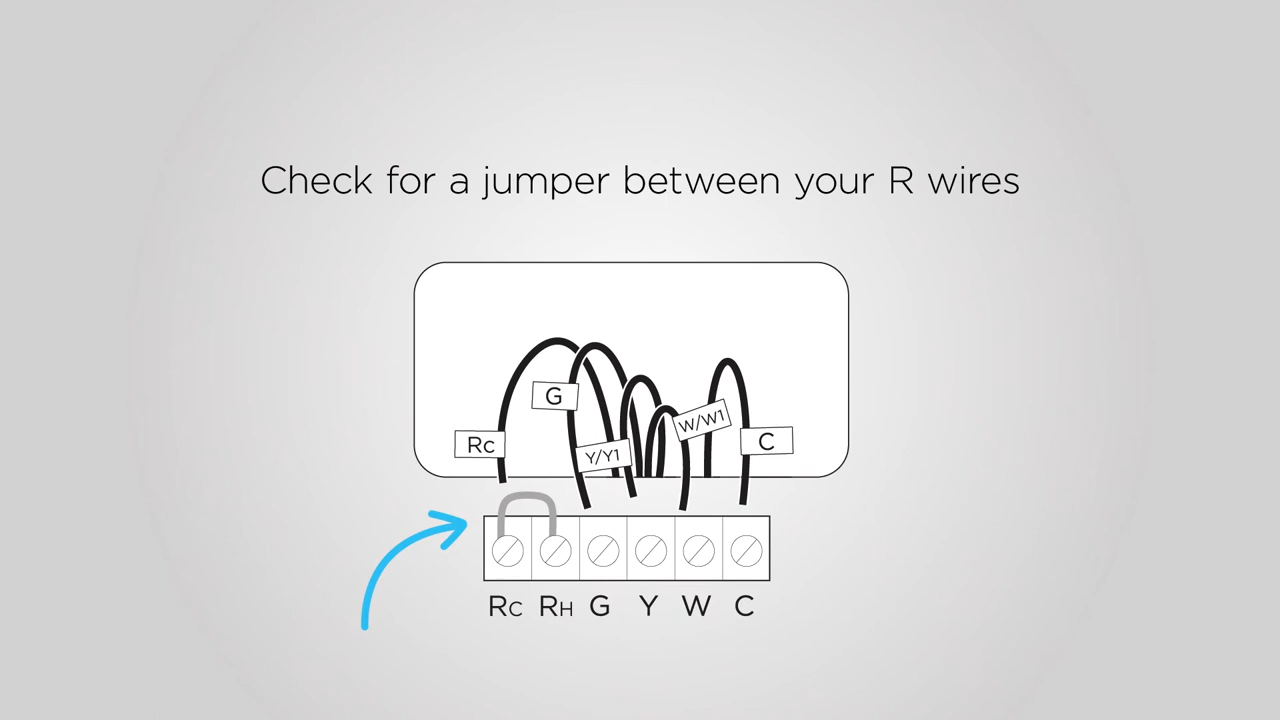 Check for a jumper between your R wires
G
Rc
Y/Y1
W/W1
C
Rc RH G Y W C